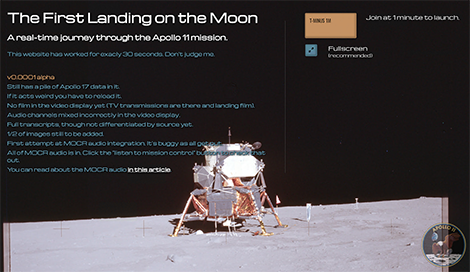 The First Landing on the Moon
A real-time journey through the Apollo 11 mission.
This website has worked for exacly 30 seconds. Don't judge me.
v0.0001 alpha
Still has a pile of Apollo 17 data in it.
If it acts weird you have to reload it.
No film in the video display yet (TV transmissions are there and landing film).
Audio channels mixed incorrectly in the video display.
Full transcripts, though not differentiated by source yet.
1/2 of images still to be added.
First attempt at MOCR audio integration. It's buggy as all get out.
All of MOCR audio is in. Click the "listen to mission control" button to check that
out.
You can read about the MOCR audio in this article.
T-MINUS 1M
Join at 1 minute to launch.
Fullscreen
(recommended)
APOLLO 11